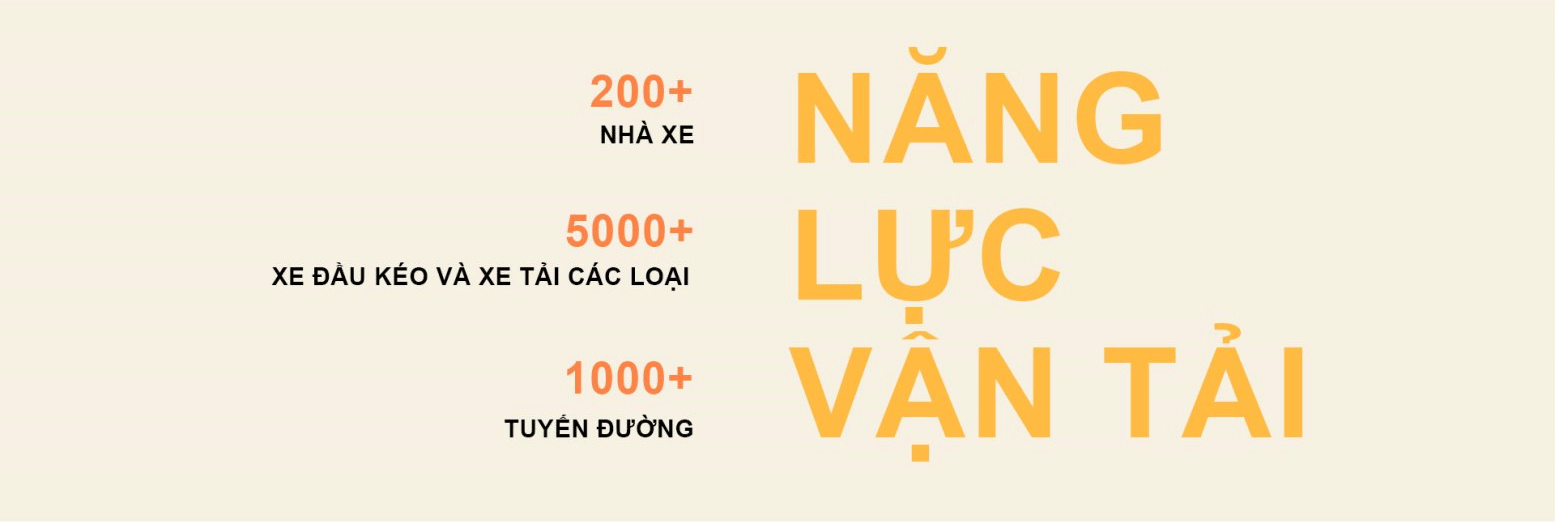 200+
NHÀ XE
5000+
XE ĐẦU KÉO VÀ XE TẢI CÁC LOẠI
1000+
TUYẾN ĐƯỜNG
NĂNG
LỰC
VẬN TẢI